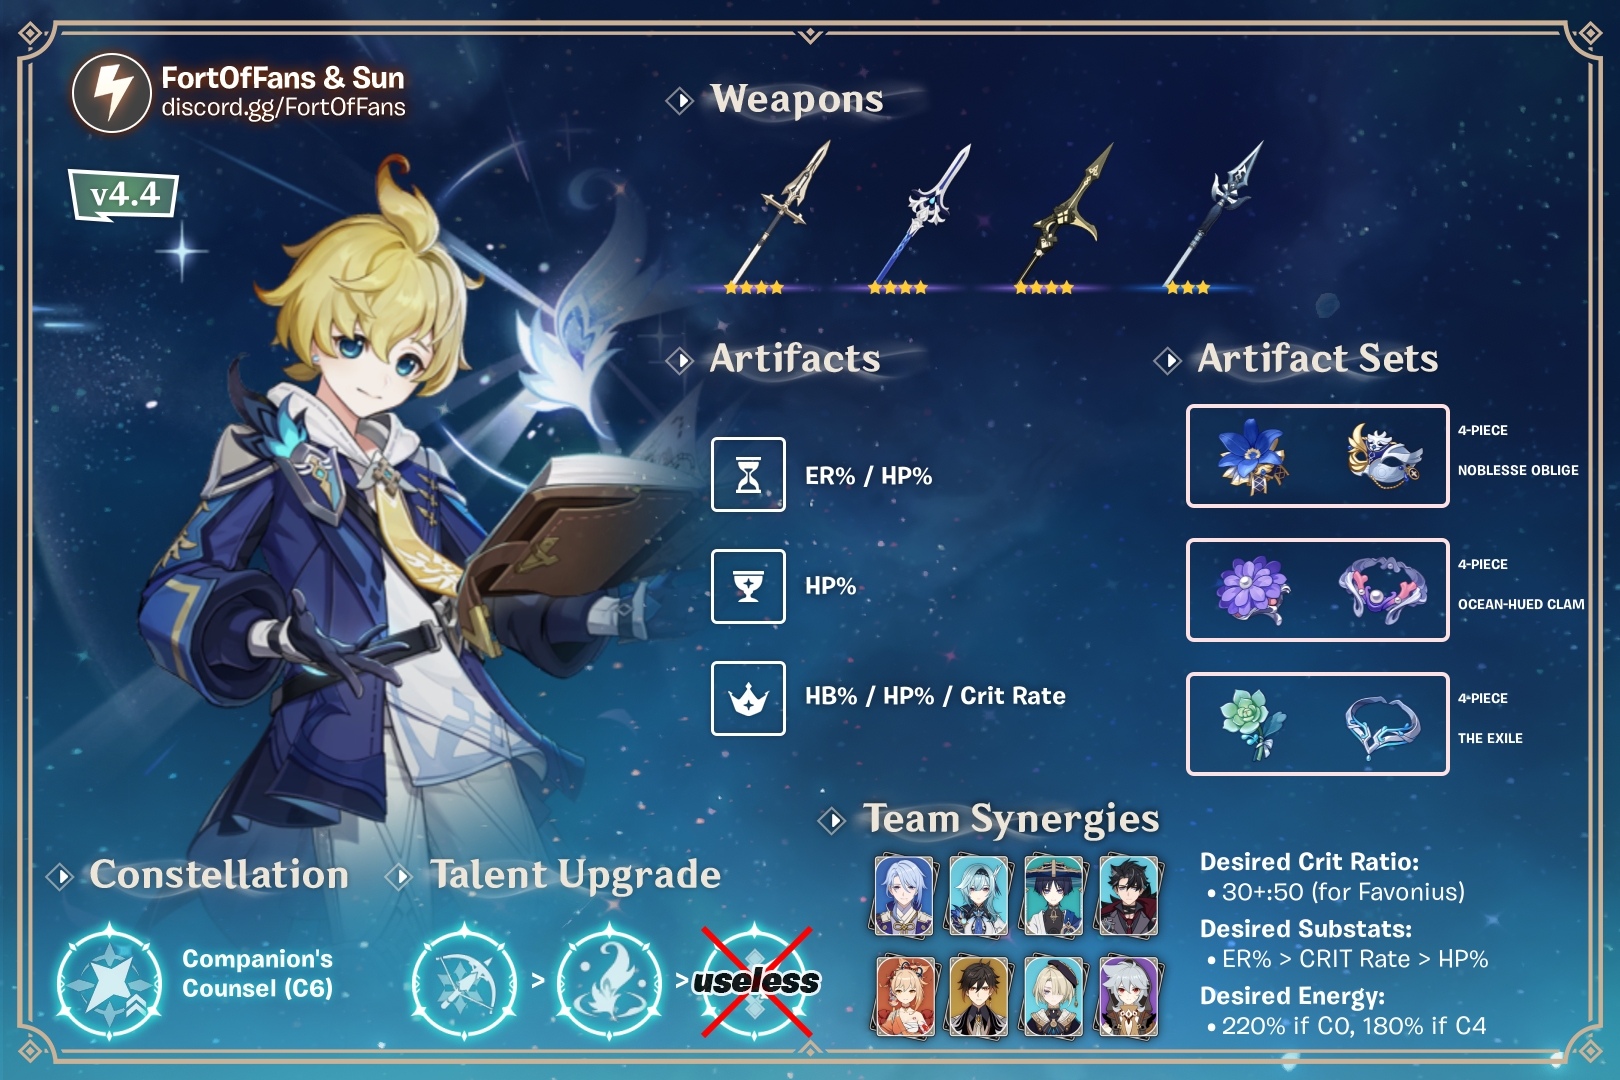 FortOfFans & Sun
discord.gg/FortOfFans
v4.4
Weapons
Artifacts
ER% / HP%
HP%
HB% / HP% / Crit Rate
Artifact Sets
4-PIECE
NOBLESSE OBLIGE
4-PIECE
OCEAN-HUED CLAM
4-PIECE
THE EXILE
Constellation
Companion's
Counsel (C6)
Talent Upgrade
> > useless
Team Synergies
Desired Crit Ratio:
• 30+:50 (for Favonius)
Desired Substats:
• ER% > CRIT Rate > HP%
Desired Energy:
• 220% if C0, 180% if C4